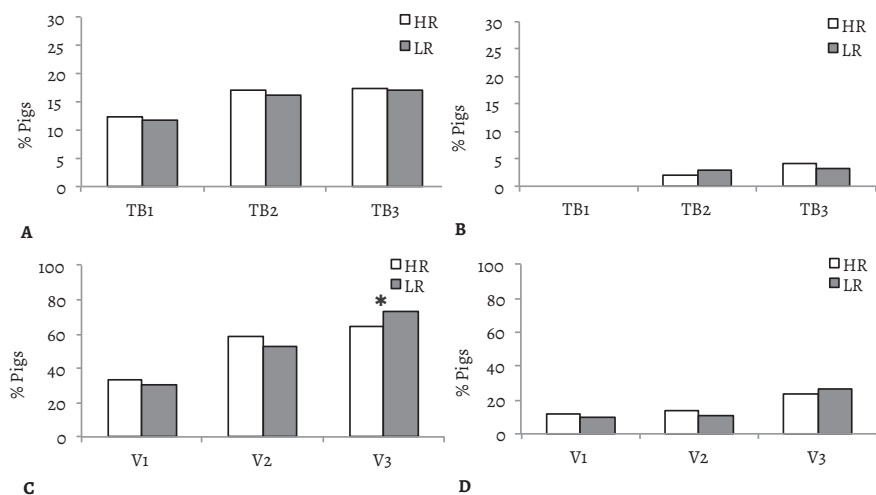 30
25
20
15
10
5
0
% Pigs
HR
LR
TB1
TB2
TB3
A
30
25
20
15
10
5
0
% Pigs
HR
LR
TB1
TB2
TB3
B
100
80
60
40
20
0
% Pigs
HR
LR
*
V1
V2
V3
C
100
80
60
40
20
0
% Pigs
HR
LR
V1
V2
V3
D